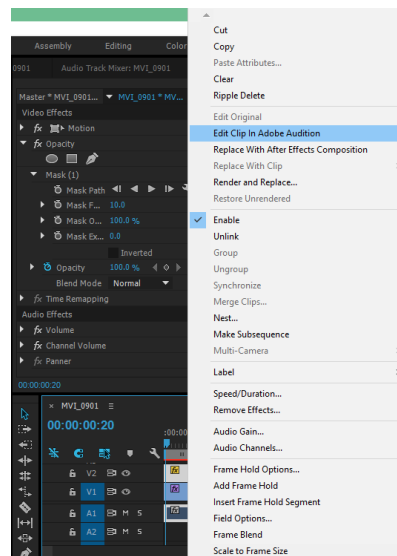 Assembly Editing Color
0901 Audio Track Mixer: MVI_0901
Master * MVI_0901... MVI_0901 * MV...
Video Effects
fx Motion
fx Opacity
Mask (1)
Mask Path
Mask F... 10.0
Mask O... 100.0 %
Mask Ex... 0.0
Inverted
Opacity 100.0 %
Blend Mode Normal
fx Time Remapping
Audio Effects
fx Volume
fx Channel Volume
fx Panner
00:00:00:20
× MVI_0901
00:00:00:20
:00:00
V2
fx
V1
fx
A1 M S
A2 M S
Cut
Copy
Paste Attributes...
Clear
Ripple Delete
Edit Original
Edit Clip In Adobe Audition
Replace With After Effects Composition
Replace With Clip
Render and Replace...
Restore Unrendered
Enable
Unlink
Group
Ungroup
Synchronize
Merge Clips...
Nest...
Make Subsequence
Multi-Camera
Label
Speed/Duration...
Remove Effects...
Audio Gain...
Audio Channels...
Frame Hold Options...
Add Frame Hold
Insert Frame Hold Segment
Field Options...
Frame Blend
Scale to Frame Size